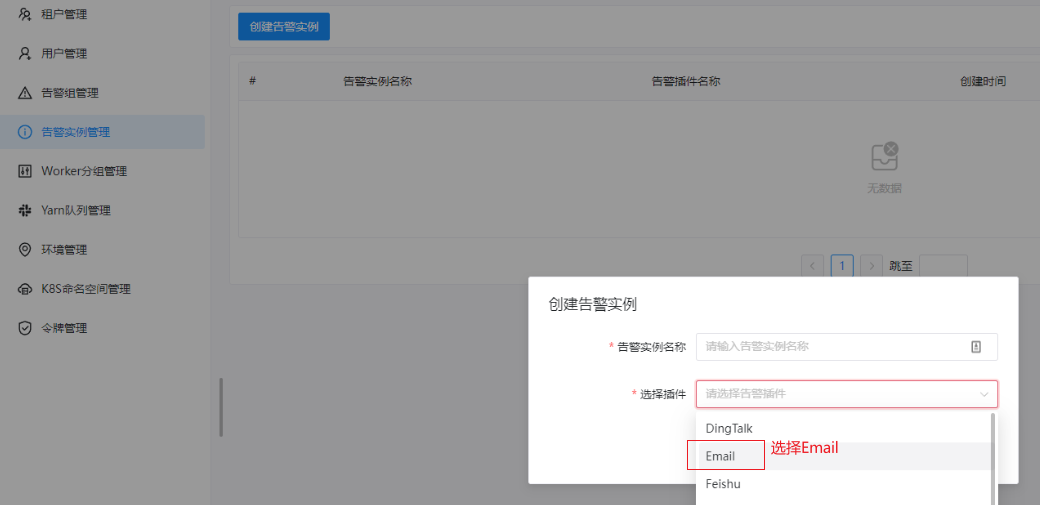 租户管理
用户管理
告警组管理
告警实例管理
Worker分组管理
Yarn队列管理
环境管理
K8S命名空间管理
令牌管理
创建告警实例
# 告警实例名称 告警插件名称 创建时间
无数据
1 跳至
创建告警实例
* 告警实例名称 请输入告警实例名称
* 选择插件 请选择告警插件
DingTalk
Email 选择Email
Feishu